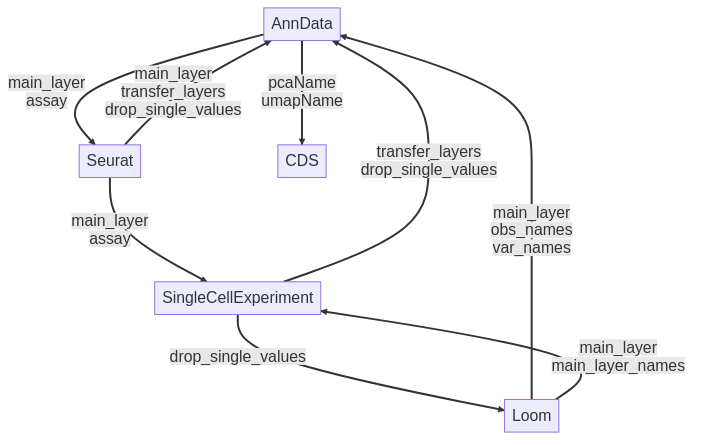 AnnData
main_layer
assay
main_layer
transfer_layers
drop_single_values
pcaName
umapName
Seurat
CDS
transfer_layers
drop_single_values
main_layer
assay
main_layer
obs_names
var_names
SingleCellExperiment
drop_single_values
main_layer
main_layer_names
Loom